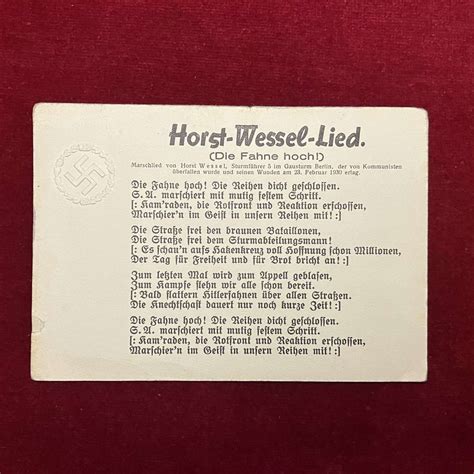 Horst-Wessel-Lied.
(Die Fahne hoch!)
Marschlied von Horst Wessel, Sturmführer 5 im Gausturm Berlin, der von Kommunisten
überfallen wurde und seinen Wunden am 23. Februar 1930 erlag.
Die Fahne hoch! Die Reihen dicht geschlossen.
S. A. marschiert mit mutig festem Schritt.
[: Kam'raden, die Rotfront und Reaktion erschossen,
Marschier'n im Geist in unsern Reihen mit! :]
Die Straße frei den braunen Bataillonen,
Die Straße frei dem Sturmabteilungsmann!
[: Es schau'n aufs Hakenkreuz voll Hoffnung schon Millionen,
Der Tag für Freiheit und für Brot bricht an! :]
Zum letzten Mal wird zum Appell geblasen,
Zum Kampfe stehn wir alle schon bereit.
[: Bald flattern Hitlerfahnen über allen Straßen.
Die Knechtschaft dauert nur noch kurze Zeit! :]
Die Fahne hoch! Die Reihen dicht geschlossen.
S. A. marschiert mit mutig festem Schritt.
[: Kam'raden, die Rotfront und Reaktion erschossen,
Marschier'n im Geist in unsern Reihen mit! :]